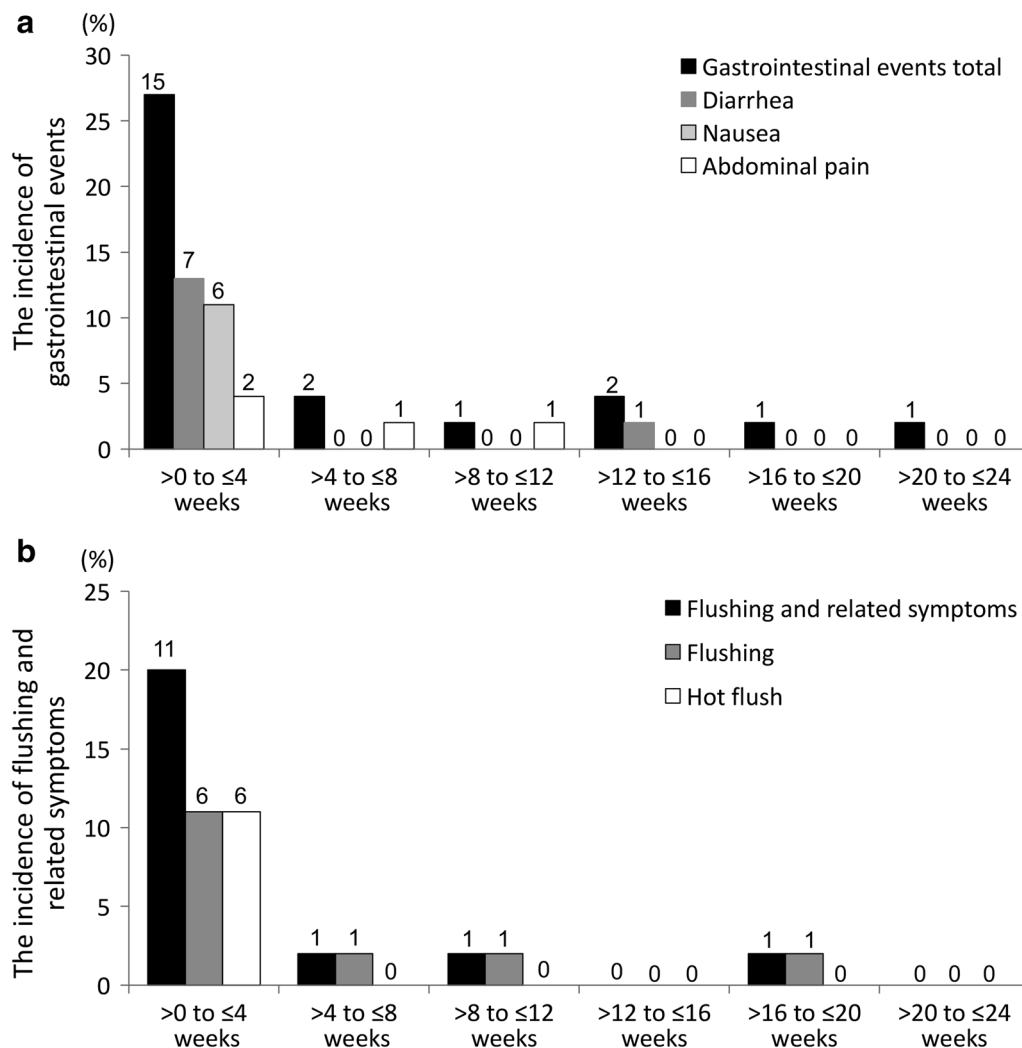 a
(%)
The incidence of
gastrointestinal events
30
25
20
15
10
5
0
Gastrointestinal events total
Diarrhea
Nausea
Abdominal pain
15
7
6
2
2
0
0
1
1
0
0
1
2
1
0
0
1
0
0
0
1
0
0
0
>0 to ≤4
weeks
>4 to ≤8
weeks
>8 to ≤12
weeks
>12 to ≤16
weeks
>16 to ≤20
weeks
>20 to ≤24
weeks
b
(%)
The incidence of flushing and
related symptoms
25
20
15
10
5
0
Flushing and related symptoms
Flushing
Hot flush
11
6
6
1
1
0
1
1
0
0
0
0
1
1
0
0
0
0
>0 to ≤4
weeks
>4 to ≤8
weeks
>8 to ≤12
weeks
>12 to ≤16
weeks
>16 to ≤20
weeks
>20 to ≤24
weeks